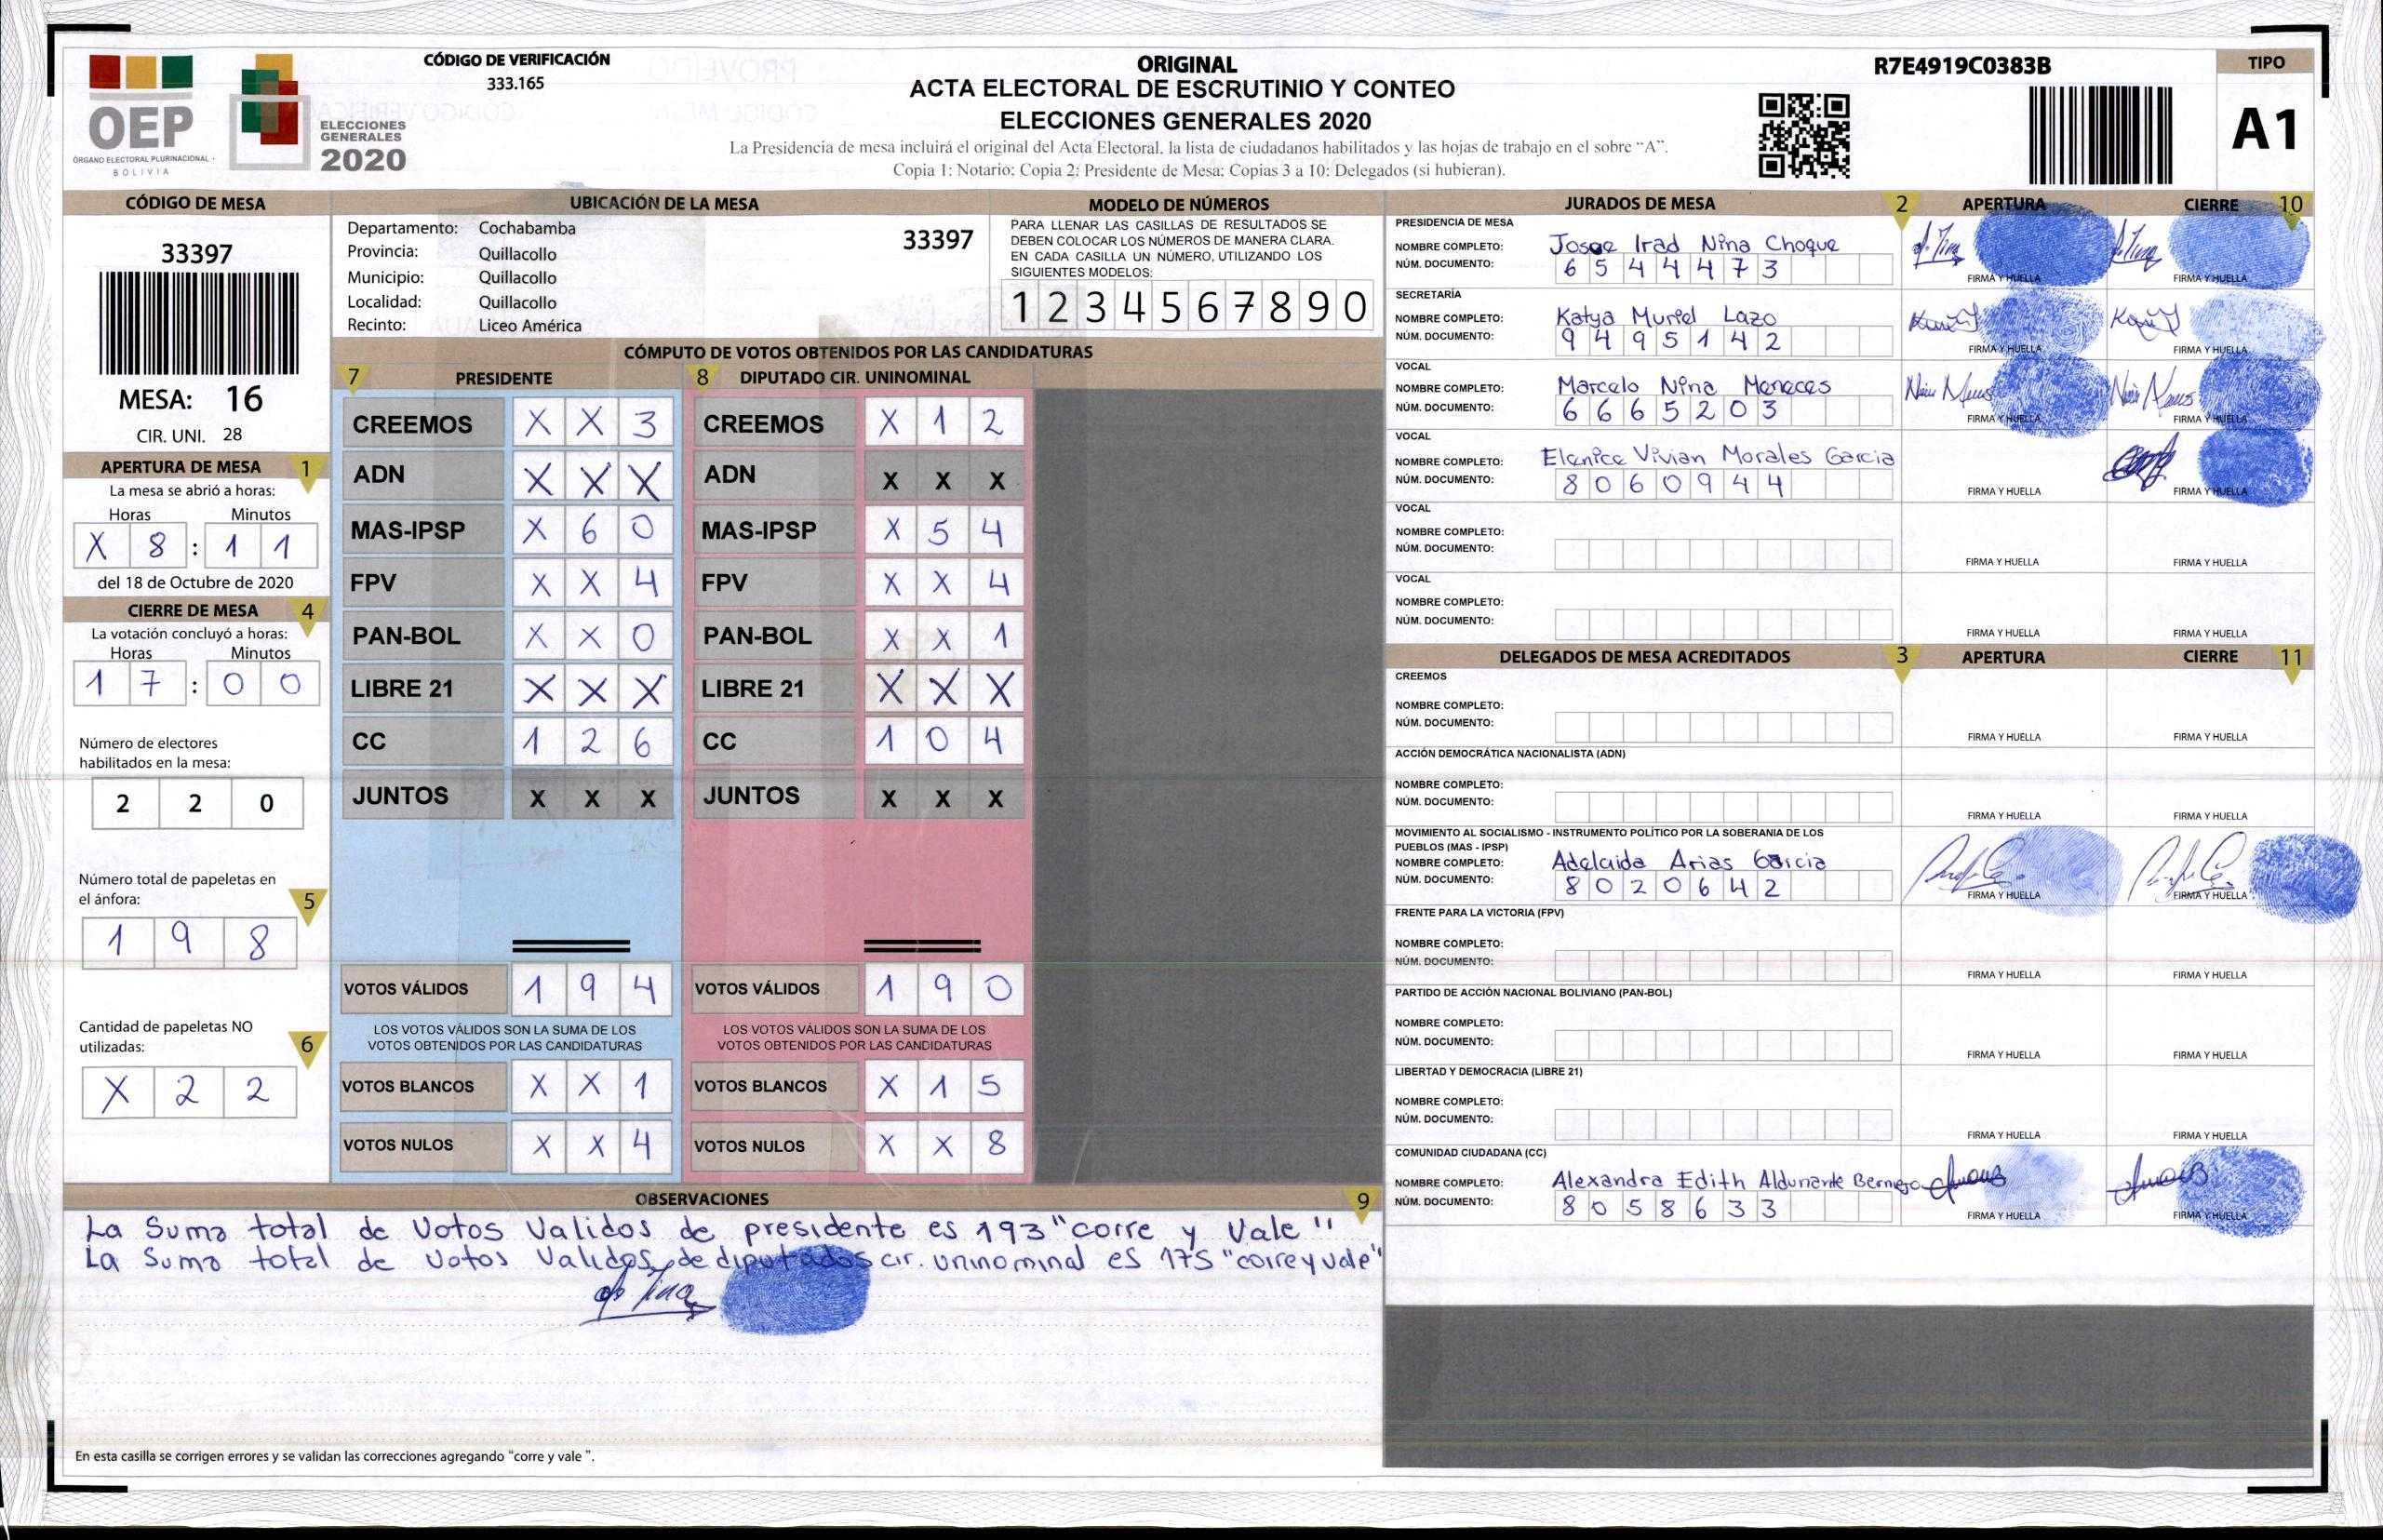 CÓDIGO DE VERIFICACIÓN
333.165
OEP
ÓRGANO ELECTORAL PLURINACIONAL
BOLIVIA
ELECCIONES
GENERALES
2020
ORIGINAL
ACTA ELECTORAL DE ESCRUTINIO Y CONTEO
ELECCIONES GENERALES 2020
La Presidencia de mesa incluirá el original del Acta Electoral, la lista de ciudadanos habilitados y las hojas de trabajo en el sobre “A”.
Copia 1: Notario; Copia 2: Presidente de Mesa; Copias 3 a 10: Delegados (si hubieran).
R7E4919C0383B
TIPO
A1
CÓDIGO DE MESA
33397
MESA: 16
CIR. UNI. 28
APERTURA DE MESA 1
La mesa se abrió a horas:
Horas Minutos
X 8 : 1 1
del 18 de Octubre de 2020
CIERRE DE MESA 4
La votación concluyó a horas:
Horas Minutos
1 7 : 0 0
Número de electores
habilitados en la mesa:
2 2 0
Número total de papeletas en
el ánfora: 5
1 9 8
Cantidad de papeletas NO
utilizadas: 6
X 2 2
UBICACIÓN DE LA MESA
Departamento: Cochabamba
Provincia: Quillacollo
Municipio: Quillacollo
Localidad: Quillacollo
Recinto: Liceo América
33397
MODELO DE NÚMEROS
PARA LLENAR LAS CASILLAS DE RESULTADOS SE
DEBEN COLOCAR LOS NÚMEROS DE MANERA CLARA.
EN CADA CASILLA UN NÚMERO, UTILIZANDO LOS
SIGUIENTES MODELOS:
1 2 3 4 5 6 7 8 9 0
CÓMPUTO DE VOTOS OBTENIDOS POR LAS CANDIDATURAS
7 PRESIDENTE 8 DIPUTADO CIR. UNINOMINAL
CREEMOS X X 3 CREEMOS X 1 2
ADN X X X ADN X X X
MAS-IPSP X 6 0 MAS-IPSP X 5 4
FPV X X 4 FPV X X 4
PAN-BOL X X 0 PAN-BOL X X 1
LIBRE 21 X X X LIBRE 21 X X X
CC 1 2 6 CC 1 0 4
JUNTOS X X X JUNTOS X X X
VOTOS VÁLIDOS 1 9 4 VOTOS VÁLIDOS 1 9 0
LOS VOTOS VÁLIDOS SON LA SUMA DE LOS LOS VOTOS VÁLIDOS SON LA SUMA DE LOS
VOTOS OBTENIDOS POR LAS CANDIDATURAS VOTOS OBTENIDOS POR LAS CANDIDATURAS
VOTOS BLANCOS X X 1 VOTOS BLANCOS X 1 5
VOTOS NULOS X X 4 VOTOS NULOS X X 8
OBSERVACIONES 9
La Suma total de Votos Validos de presidente es 193 "corre y Vale"
La Suma total de Votos Validos de diputados cir. uninominal es 175 "corre y vale"
En esta casilla se corrigen errores y se validan las correcciones agregando “corre y vale ”.
JURADOS DE MESA 2 APERTURA CIERRE 10
PRESIDENCIA DE MESA
NOMBRE COMPLETO: Josee Irad Nina Choque
NÚM. DOCUMENTO: 6 5 4 4 4 7 3
FIRMA Y HUELLA FIRMA Y HUELLA
SECRETARÍA
NOMBRE COMPLETO: Katya Muriel Lazo
NÚM. DOCUMENTO: 9 4 9 5 1 4 2
FIRMA Y HUELLA FIRMA Y HUELLA
VOCAL
NOMBRE COMPLETO: Marcelo Nina Meneces
NÚM. DOCUMENTO: 6 6 6 5 2 0 3
FIRMA Y HUELLA FIRMA Y HUELLA
VOCAL
NOMBRE COMPLETO: Elenice Vivian Morales Garcia
NÚM. DOCUMENTO: 8 0 6 0 9 4 4
FIRMA Y HUELLA FIRMA Y HUELLA
VOCAL
NOMBRE COMPLETO:
NÚM. DOCUMENTO:
FIRMA Y HUELLA FIRMA Y HUELLA
VOCAL
NOMBRE COMPLETO:
NÚM. DOCUMENTO:
FIRMA Y HUELLA FIRMA Y HUELLA
DELEGADOS DE MESA ACREDITADOS 3 APERTURA CIERRE 11
CREEMOS
NOMBRE COMPLETO:
NÚM. DOCUMENTO:
FIRMA Y HUELLA FIRMA Y HUELLA
ACCIÓN DEMOCRÁTICA NACIONALISTA (ADN)
NOMBRE COMPLETO:
NÚM. DOCUMENTO:
FIRMA Y HUELLA FIRMA Y HUELLA
MOVIMIENTO AL SOCIALISMO - INSTRUMENTO POLÍTICO POR LA SOBERANIA DE LOS
PUEBLOS (MAS - IPSP)
NOMBRE COMPLETO: Adelaida Arias Garcia
NÚM. DOCUMENTO: 8 0 2 0 6 4 2
FIRMA Y HUELLA FIRMA Y HUELLA
FRENTE PARA LA VICTORIA (FPV)
NOMBRE COMPLETO:
NÚM. DOCUMENTO:
FIRMA Y HUELLA FIRMA Y HUELLA
PARTIDO DE ACCIÓN NACIONAL BOLIVIANO (PAN-BOL)
NOMBRE COMPLETO:
NÚM. DOCUMENTO:
FIRMA Y HUELLA FIRMA Y HUELLA
LIBERTAD Y DEMOCRACIA (LIBRE 21)
NOMBRE COMPLETO:
NÚM. DOCUMENTO:
FIRMA Y HUELLA FIRMA Y HUELLA
COMUNIDAD CIUDADANA (CC)
NOMBRE COMPLETO: Alexandra Edith Aldunante Bermejo
NÚM. DOCUMENTO: 8 0 5 8 6 3 3
FIRMA Y HUELLA FIRMA Y HUELLA